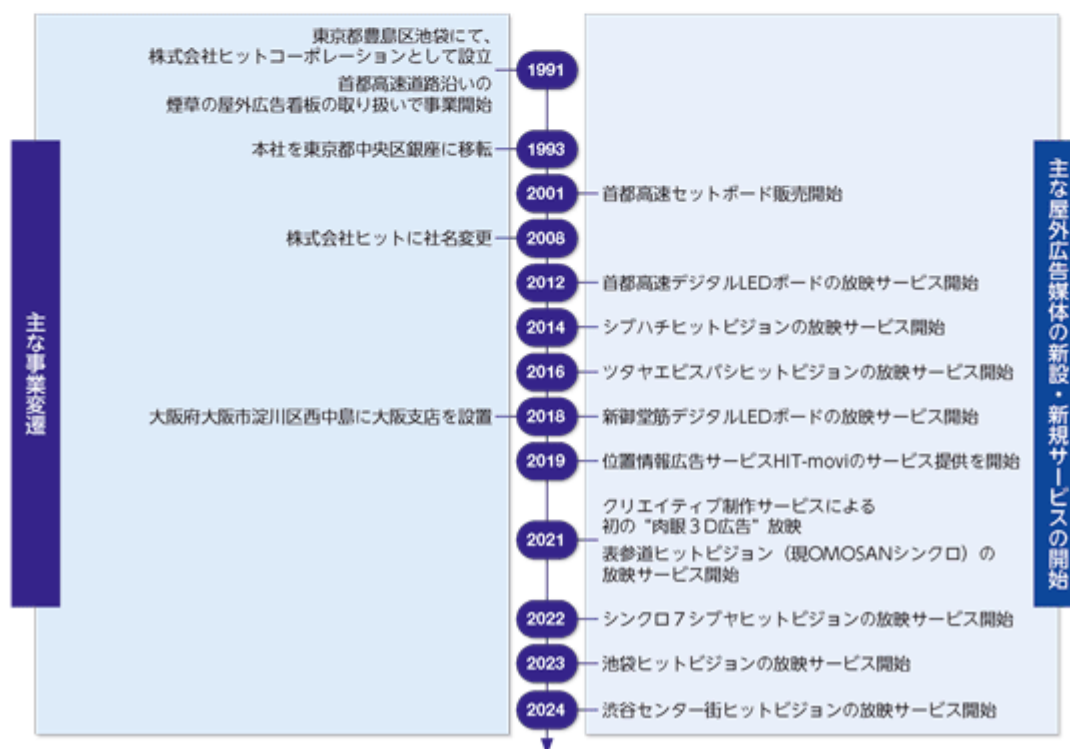 主な事業変遷
東京都豊島区池袋にて、
株式会社ヒットコーポレーションとして設立
首都高速道路沿いの
煙草の屋外広告看板の取り扱いで事業開始
1991
本社を東京都中央区銀座に移転
1993
2001
首都高速セットボード販売開始
株式会社ヒットに社名変更
2008
2012
首都高速デジタルLEDボードの放映サービス開始
2014
シブハチヒットビジョンの放映サービス開始
2016
ツタヤエビスバシヒットビジョンの放映サービス開始
大阪府大阪市淀川区西中島に大阪支店を設置
2018
新御堂筋デジタルLEDボードの放映サービス開始
2019
位置情報広告サービスHIT-moviのサービス提供を開始
2021
クリエイティブ制作サービスによる
初の“肉眼3D広告”放映
表参道ヒットビジョン（現OMOSANシンクロ）の
放映サービス開始
2022
シンクロ7シブヤヒットビジョンの放映サービス開始
2023
池袋ヒットビジョンの放映サービス開始
2024
渋谷センター街ヒットビジョンの放映サービス開始
主な屋外広告媒体の新設・新規サービスの開始